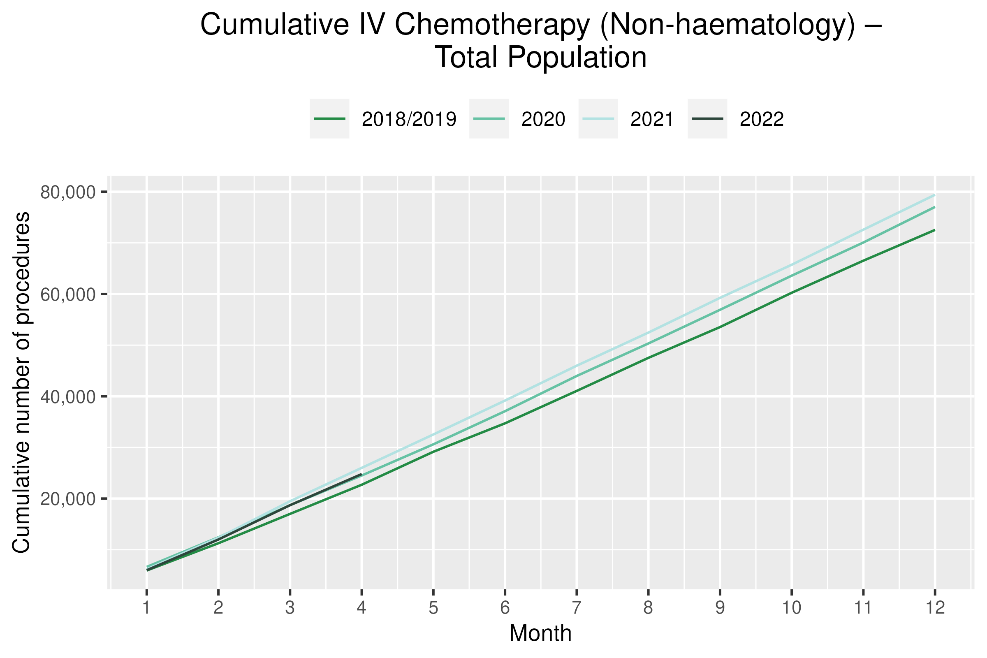 Cumulative IV Chemotherapy (Non-haematology) –
Total Population
2018/2019 2020 2021 2022
Cumulative number of procedures
80,000
60,000
40,000
20,000
1 2 3 4 5 6 7 8 9 10 11 12
Month